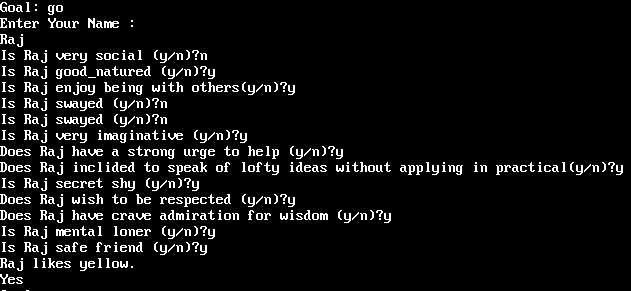 Goal: go
Enter Your Name :
Raj
Is Raj very social (y/n)?n
Is Raj good_natured (y/n)?y
Is Raj enjoy being with others(y/n)?y
Is Raj swayed (y/n)?n
Is Raj swayed (y/n)?n
Is Raj very imaginative (y/n)?y
Does Raj have a strong urge to help (y/n)?y
Does Raj inclided to speak of lofty ideas without applying in practical(y/n)?y
Is Raj secret shy (y/n)?y
Does Raj wish to be respected (y/n)?y
Does Raj have crave admiration for wisdom (y/n)?y
Is Raj mental loner (y/n)?y
Is Raj safe friend (y/n)?y
Raj likes yellow.
Yes